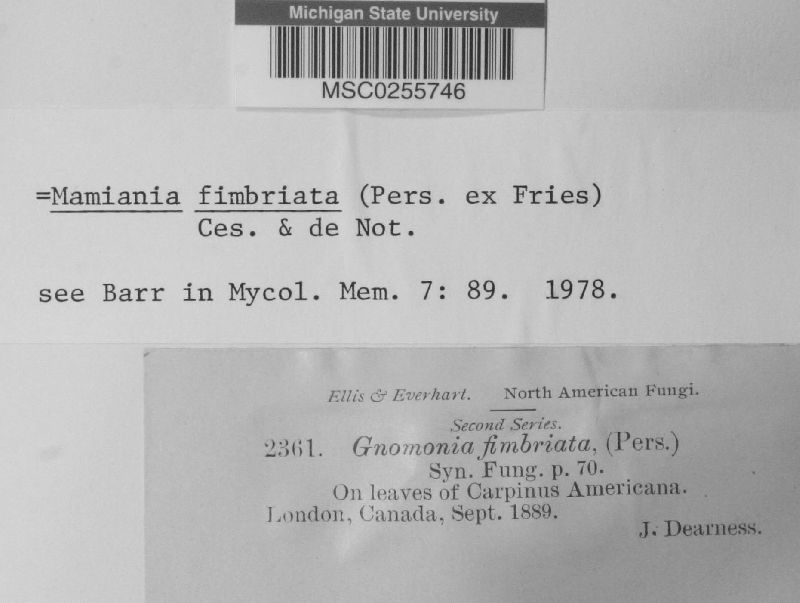 Michigan State University
MSC0255746
=Mamiania fimbriata (Pers. ex Fries)
Ces. & de Not.
see Barr in Mycol. Mem. 7: 89. 1978.
Ellis & Everhart. North American Fungi.
Second Series.
2361. Gnomonia fimbriata, (Pers.)
Syn. Fung. p. 70.
On leaves of Carpinus Americana.
London, Canada, Sept. 1889.
J. Dearness.